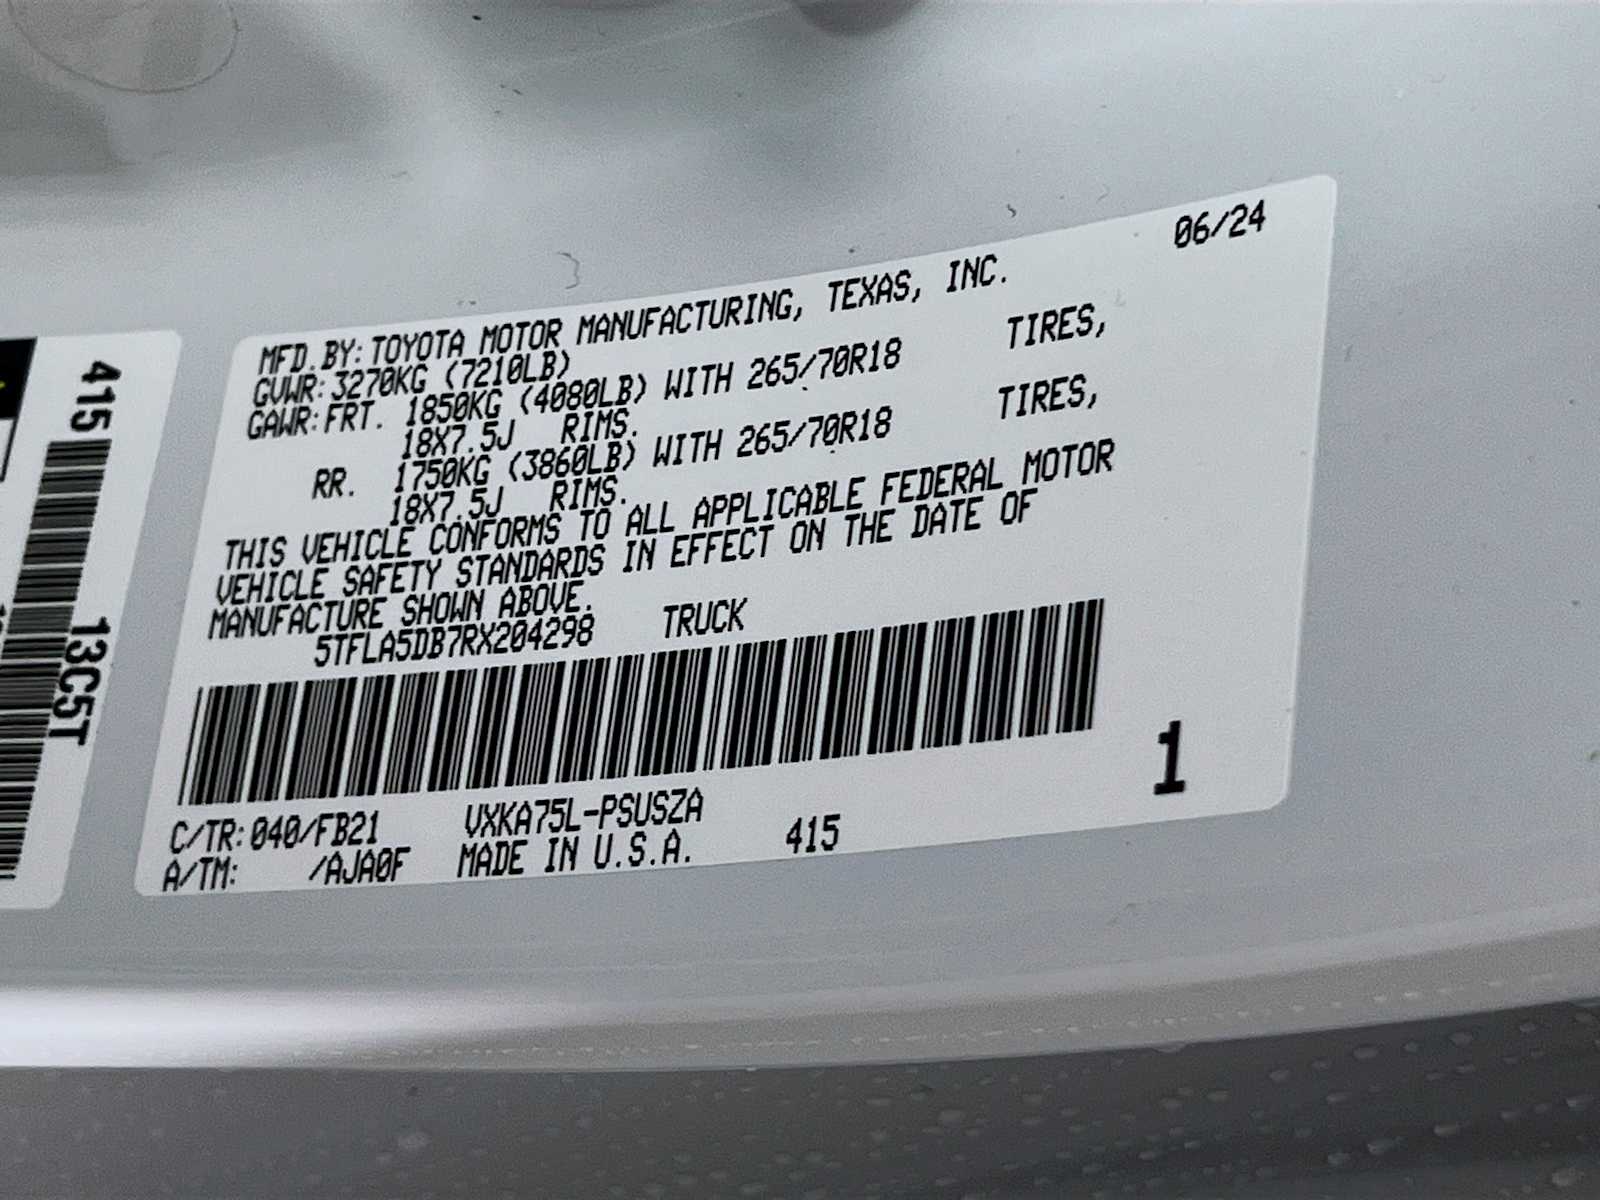 06/24
MFD.BY:TOYOTA MOTOR MANUFACTURING, TEXAS, INC.
GVWR:3270KG (7210LB)
GAWR:FRT. 1850KG (4080LB) WITH 265/70R18 TIRES,
18X7.5J RIMS.
RR. 1750KG (3860LB) WITH 265/70R18 TIRES,
18X7.5J RIMS.
THIS VEHICLE CONFORMS TO ALL APPLICABLE FEDERAL MOTOR
VEHICLE SAFETY STANDARDS IN EFFECT ON THE DATE OF
MANUFACTURE SHOWN ABOVE.
5TFLA5DB7RX204298 TRUCK
1
C/TR:040/FB21 VXKA75L-PSUSZA
A/TM: /AJA0F MADE IN U.S.A. 415
415 13C5T